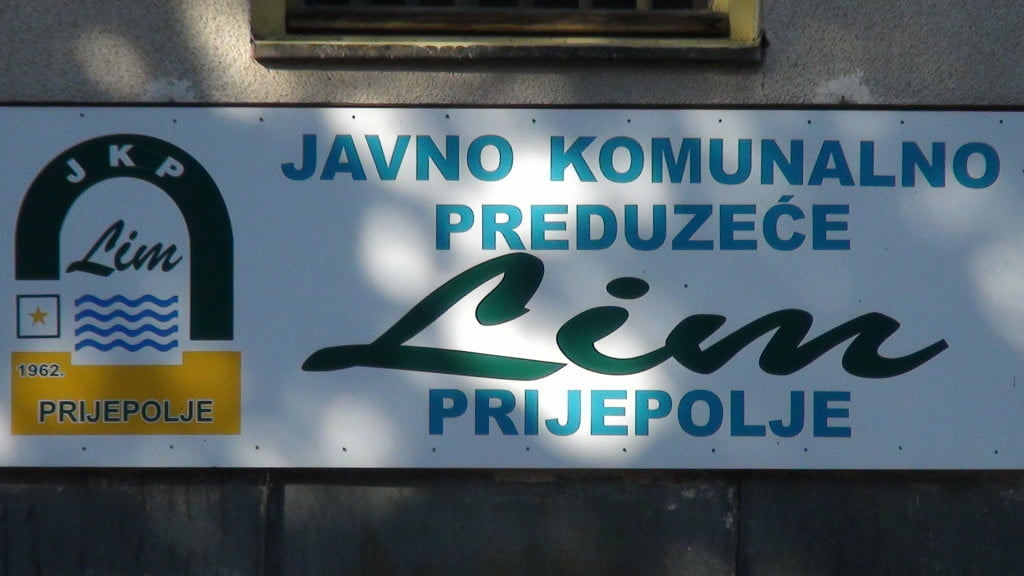 JKP
Lim
1962.
PRIJEPOLJE
JAVNO KOMUNALNO
PREDUZEĆE
Lim
PRIJEPOLJE